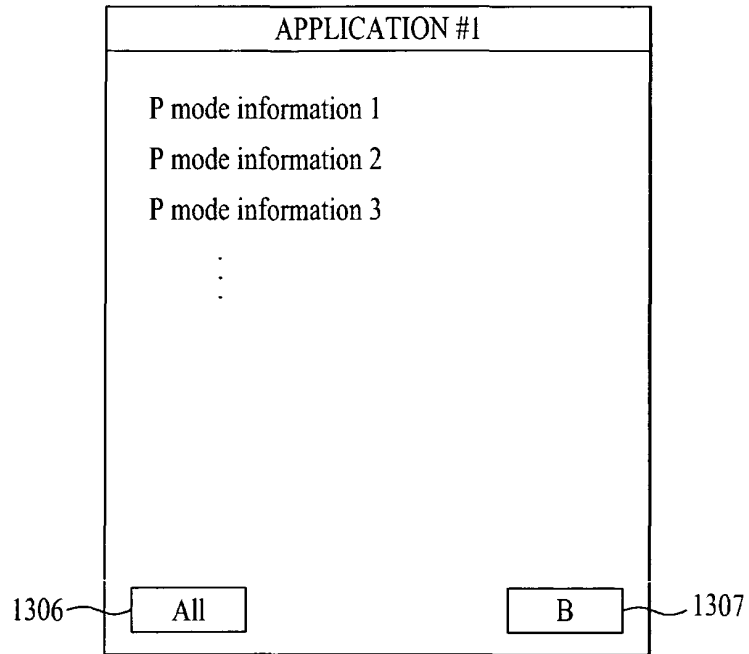 APPLICATION #1
P mode information 1
P mode information 2
P mode information 3
.
.
.
1306 All B 1307